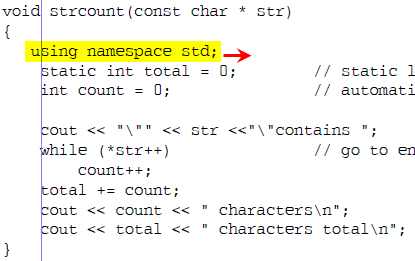 void strcount(const char * str)
{
using namespace std;
static int total = 0; // static l
int count = 0; // automati
cout << "\"" << str <<"\"contains ";
while (*str++) // go to en
count++;
total += count;
cout << count << " characters\n";
cout << total << " characters total\n";
}